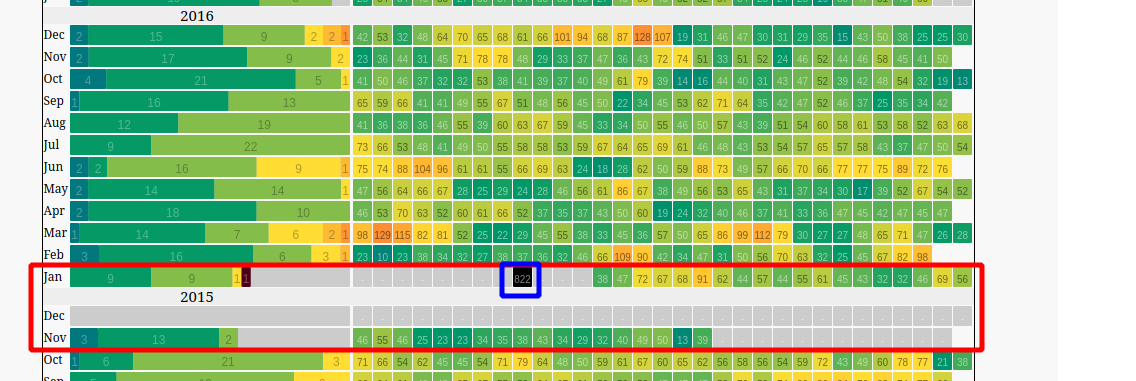 2016
Dec 2 15 9 2 2 1 42 53 32 48 64 70 65 68 61 66 101 94 68 87 128 107 19 31 46 47 30 31 29 35 15 43 50 38 25 25 30
Nov 2 17 9 2 23 36 44 31 45 71 78 78 48 29 33 37 47 36 43 72 74 51 33 51 52 24 46 52 44 46 58 45 41 50
Oct 4 21 5 1 41 50 46 37 32 32 53 38 41 39 37 40 49 61 79 39 14 16 44 40 31 43 47 52 39 42 48 54 32 19 13
Sep 1 16 13 65 59 66 41 41 49 55 67 51 48 56 45 50 22 34 45 53 62 71 64 35 42 47 52 46 37 25 35 34 42
Aug 12 19 41 36 38 36 46 55 39 60 63 67 59 45 33 34 50 55 46 50 57 43 39 51 54 60 58 61 53 58 52 63 68
Jul 9 22 73 66 53 48 41 49 50 55 58 58 53 59 67 64 65 69 61 46 48 43 53 54 57 65 57 58 43 37 47 50 54
Jun 2 2 16 9 1 75 74 88 104 96 61 61 55 66 69 63 24 18 28 62 50 59 88 73 49 57 66 70 66 77 77 75 89 72 76
May 2 14 14 1 47 56 64 66 67 28 25 29 24 28 46 56 61 86 67 38 49 56 53 65 43 31 37 34 30 17 39 52 67 54 52
Apr 2 18 10 46 53 70 63 52 60 61 66 52 37 35 37 43 50 60 19 24 32 40 46 37 41 33 36 47 45 42 47 45 47
Mar 1 14 7 6 2 1 98 129 115 82 81 52 25 22 29 45 55 38 33 45 36 57 50 65 86 99 112 79 30 27 27 48 65 71 47 26 28
Feb 3 16 6 3 1 23 10 23 38 34 33 42 38 37 36 32 46 66 109 90 42 34 47 31 50 56 70 63 32 55 47 67 82 98
Jan 9 9 1 1 - - - - - - - - 822 - - - 38 47 72 67 68 91 62 54 44 55 61 45 43 32 32 46 69 56
2015
Dec - - - - - - - - - - - - - - - - - - - - - - - - - - - - - - -
Nov 3 13 2 46 55 46 25 23 23 34 35 38 43 34 29 32 40 49 50 13 39 - - - - - - - - - - - -
Oct 1 6 21 3 71 66 54 62 45 45 54 71 79 64 48 50 59 61 67 60 65 62 56 58 56 54 59 72 43 49 60 78 77 21 38